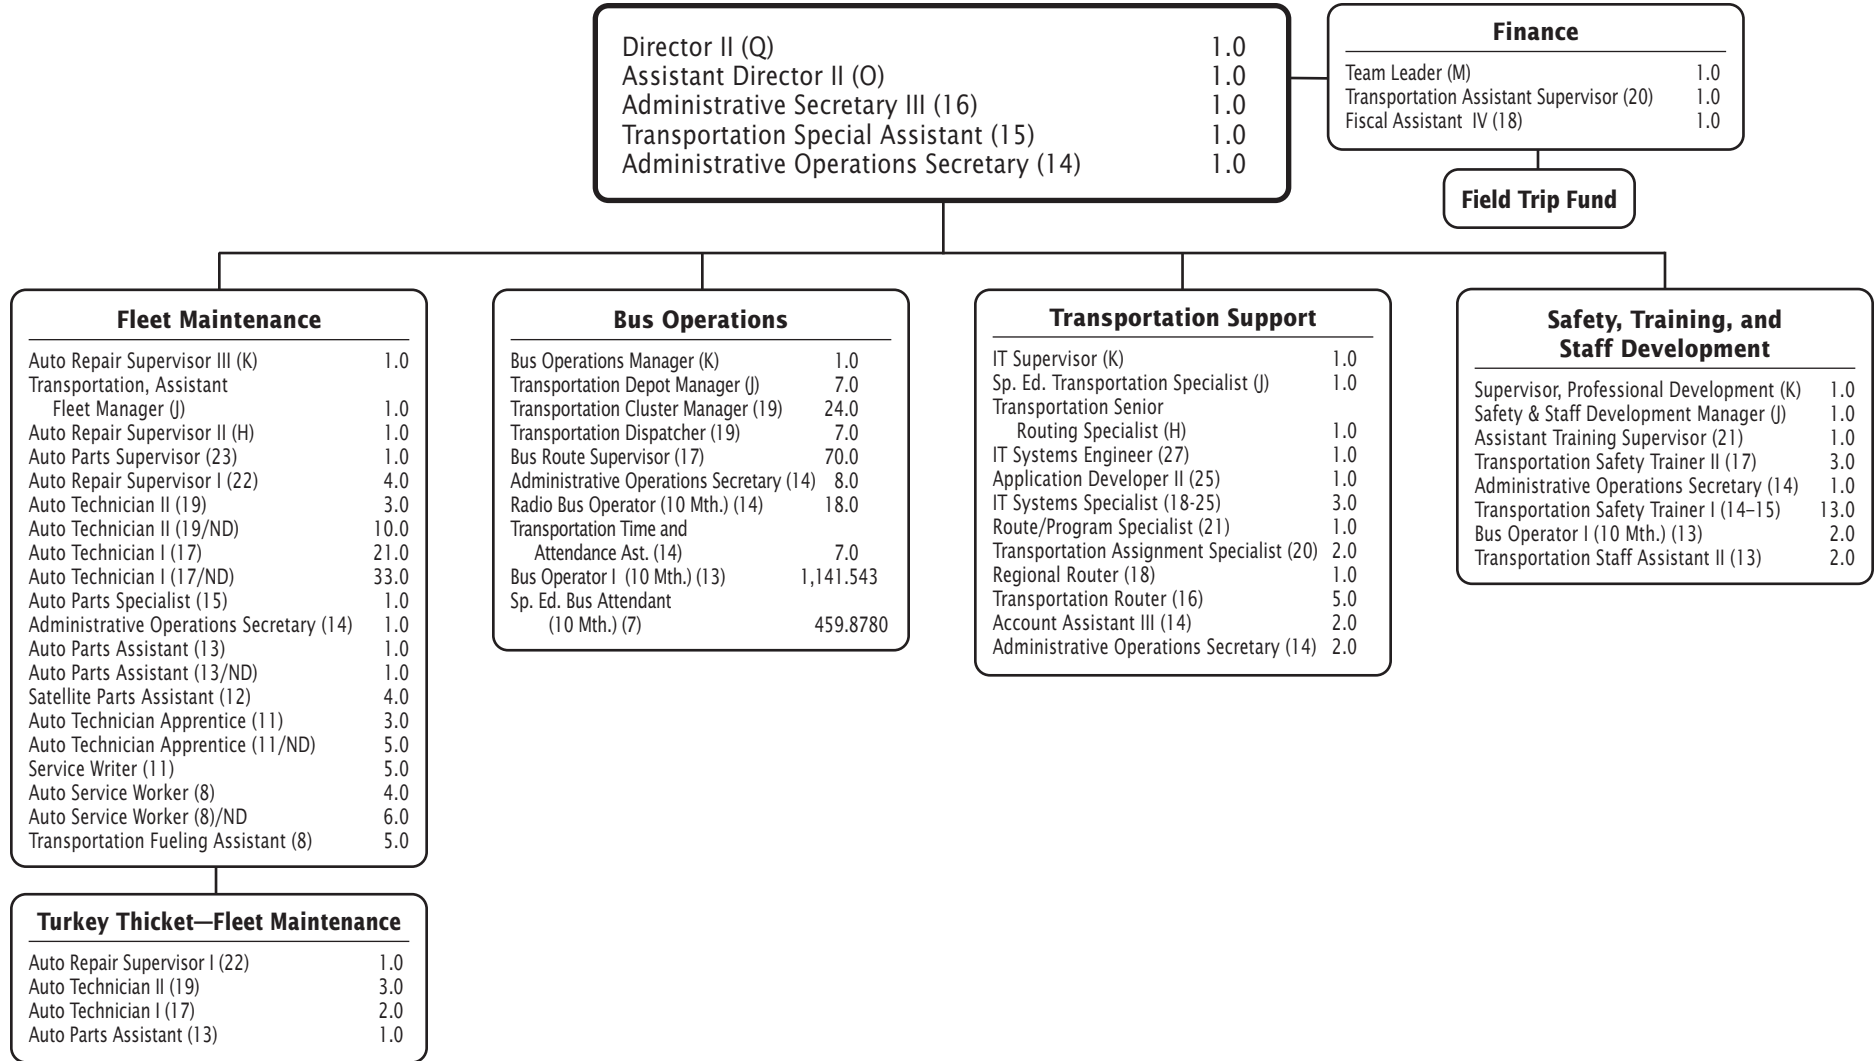 Director II (Q) 1.0
Assistant Director II (O) 1.0
Administrative Secretary III (16) 1.0
Transportation Special Assistant (15) 1.0
Administrative Operations Secretary (14) 1.0
Finance
Team Leader (M) 1.0
Transportation Assistant Supervisor (20) 1.0
Fiscal Assistant IV (18) 1.0
Field Trip Fund
Fleet Maintenance
Auto Repair Supervisor III (K) 1.0
Transportation, Assistant
Fleet Manager (J) 1.0
Auto Repair Supervisor II (H) 1.0
Auto Parts Supervisor (23) 1.0
Auto Repair Supervisor I (22) 4.0
Auto Technician II (19) 3.0
Auto Technician II (19/ND) 10.0
Auto Technician I (17) 21.0
Auto Technician I (17/ND) 33.0
Auto Parts Specialist (15) 1.0
Administrative Operations Secretary (14) 1.0
Auto Parts Assistant (13) 1.0
Auto Parts Assistant (13/ND) 1.0
Satellite Parts Assistant (12) 4.0
Auto Technician Apprentice (11) 3.0
Auto Technician Apprentice (11/ND) 5.0
Service Writer (11) 5.0
Auto Service Worker (8) 4.0
Auto Service Worker (8)/ND 6.0
Transportation Fueling Assistant (8) 5.0
Turkey Thicket—Fleet Maintenance
Auto Repair Supervisor I (22) 1.0
Auto Technician II (19) 3.0
Auto Technician I (17) 2.0
Auto Parts Assistant (13) 1.0
Bus Operations
Bus Operations Manager (K) 1.0
Transportation Depot Manager (J) 7.0
Transportation Cluster Manager (19) 24.0
Transportation Dispatcher (19) 7.0
Bus Route Supervisor (17) 70.0
Administrative Operations Secretary (14) 8.0
Radio Bus Operator (10 Mth.) (14) 18.0
Transportation Time and
Attendance Ast. (14) 7.0
Bus Operator I (10 Mth.) (13) 1,141.543
Sp. Ed. Bus Attendant
(10 Mth.) (7) 459.8780
Transportation Support
IT Supervisor (K) 1.0
Sp. Ed. Transportation Specialist (J) 1.0
Transportation Senior
Routing Specialist (H) 1.0
IT Systems Engineer (27) 1.0
Application Developer II (25) 1.0
IT Systems Specialist (18-25) 3.0
Route/Program Specialist (21) 1.0
Transportation Assignment Specialist (20) 2.0
Regional Router (18) 1.0
Transportation Router (16) 5.0
Account Assistant III (14) 2.0
Administrative Operations Secretary (14) 2.0
Safety, Training, and
Staff Development
Supervisor, Professional Development (K) 1.0
Safety & Staff Development Manager (J) 1.0
Assistant Training Supervisor (21) 1.0
Transportation Safety Trainer II (17) 3.0
Administrative Operations Secretary (14) 1.0
Transportation Safety Trainer I (14–15) 13.0
Bus Operator I (10 Mth.) (13) 2.0
Transportation Staff Assistant II (13) 2.0